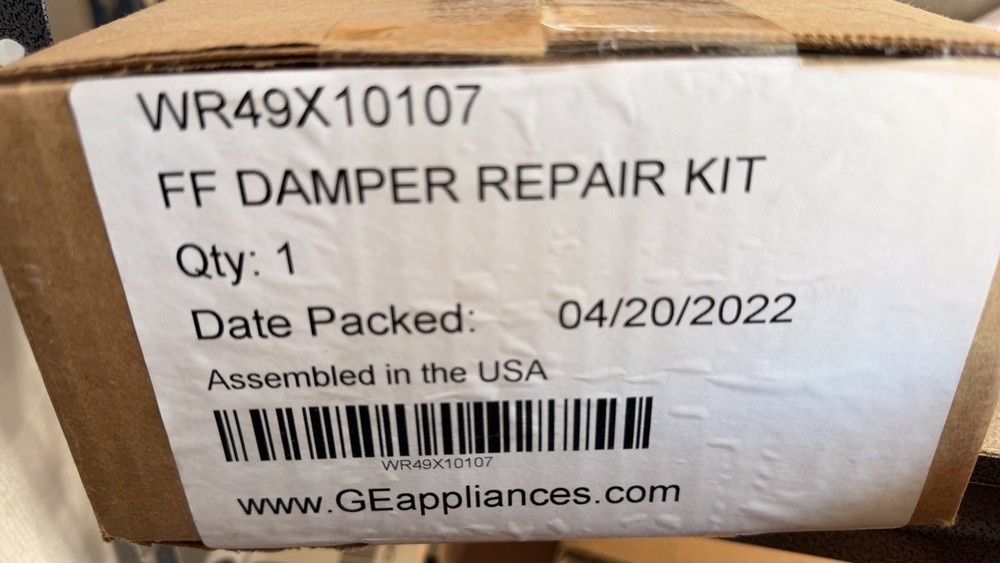 WR49X10107
FF DAMPER REPAIR KIT
Qty: 1
Date Packed: 04/20/2022
Assembled in the USA
WR49X10107
www.GEappliances.com